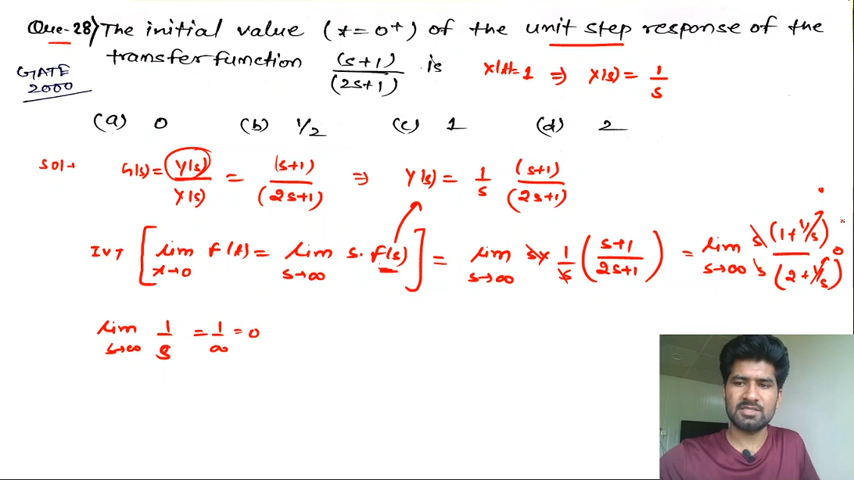 Que-28) The initial value (t=0⁺) of the unit step response of the
transfer function (s+1)/(2s+1) is x(t)=1 ⇒ X(s) = 1/s
GATE
2000
(a) 0 (b) 1/2 (c) 1 (d) 2
Sol→ G(s) = Y(s)/X(s) = (s+1)/(2s+1) ⇒ Y(s) = 1/s (s+1)/(2s+1)
IVT [lim t→0 f(t) = lim s→∞ s. F(s)] = lim s→∞ s× 1/s (s+1/2s+1) = lim s→∞ s(1+1/s) 0/s(2+1/s) 0
lim s→∞ 1/s = 1/∞ = 0